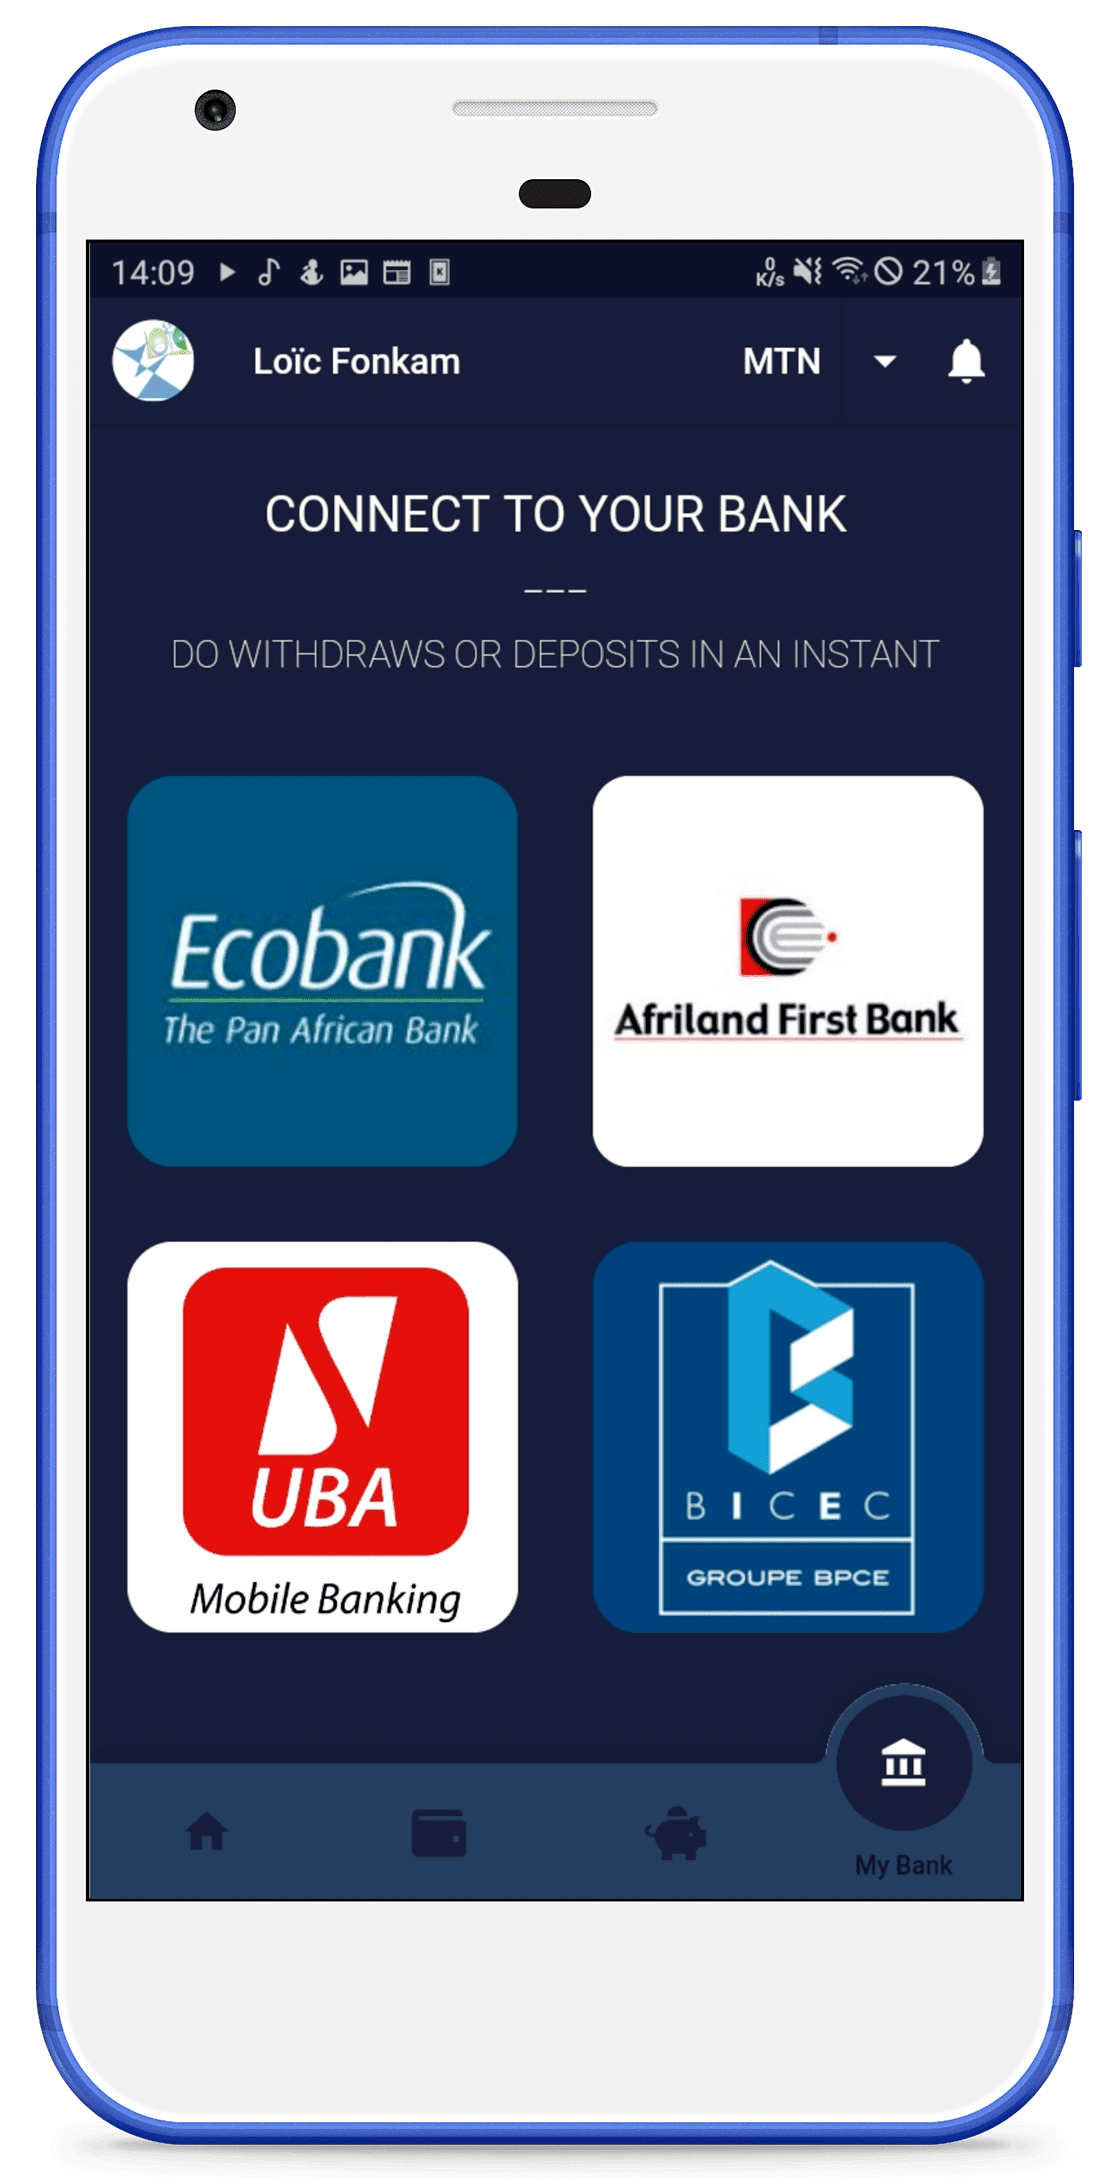 14:09 0 K/s 21%
Loïc Fonkam MTN
CONNECT TO YOUR BANK
---
DO WITHDRAWS OR DEPOSITS IN AN INSTANT
Ecobank
The Pan African Bank
Afriland First Bank
UBA
Mobile Banking
BICEC
GROUPE BPCE
My Bank